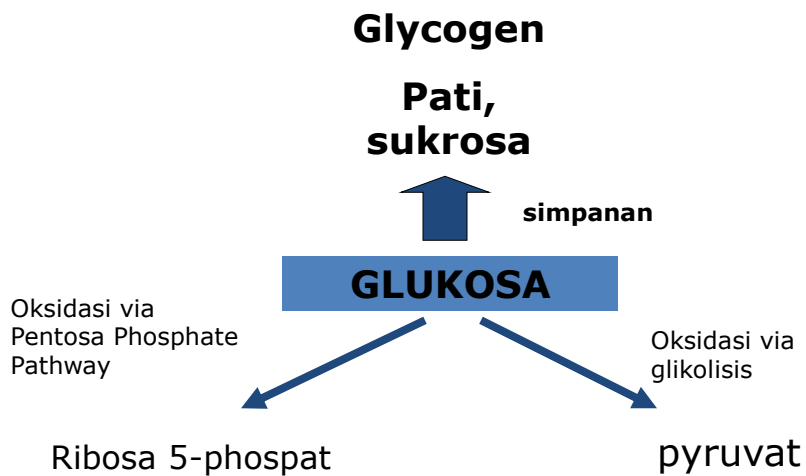 Glycogen
Pati,
sukrosa
simpanan
GLUKOSA
Oksidasi via
Pentosa Phosphate
Pathway
Oksidasi via
glikolisis
Ribosa 5-phospat
pyruvat